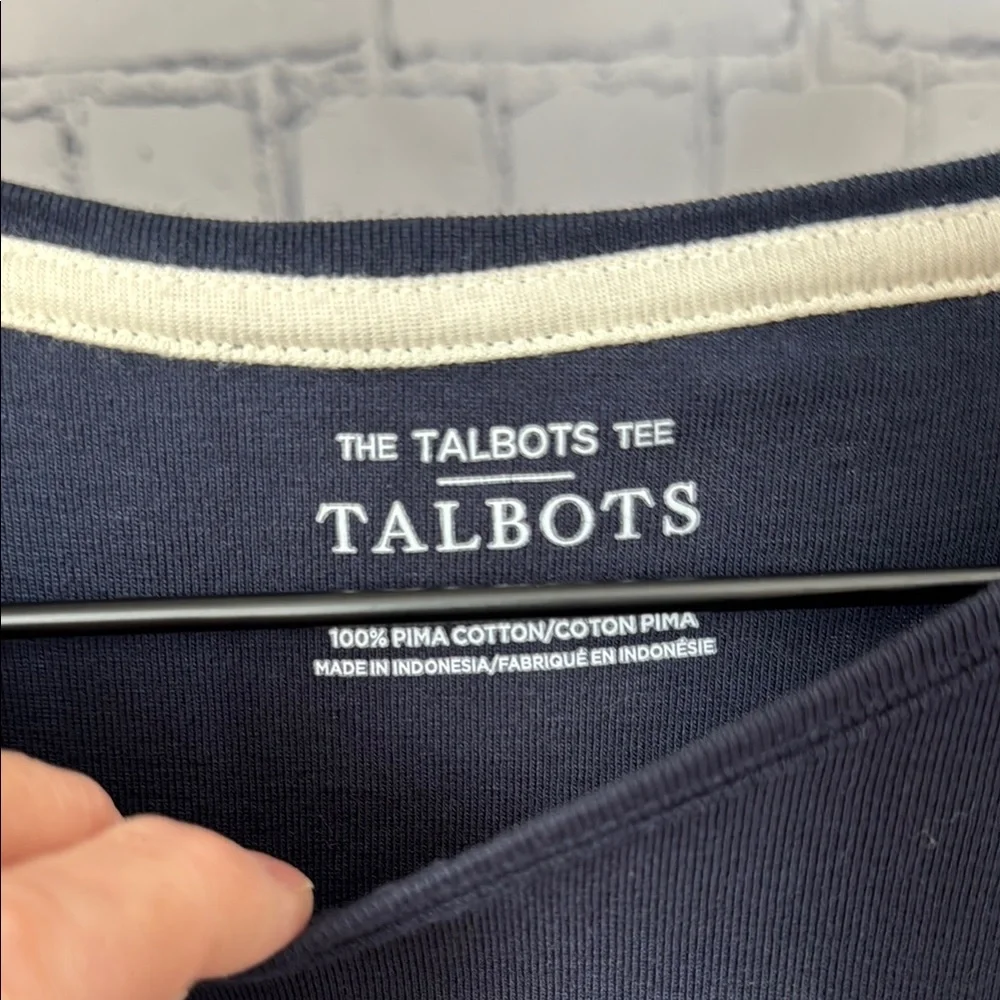 THE TALBOTS TEE
TALBOTS
100% PIMA COTTON/COTON PIMA
MADE IN INDONESIA/FABRIQUÉ EN INDONÉSIE